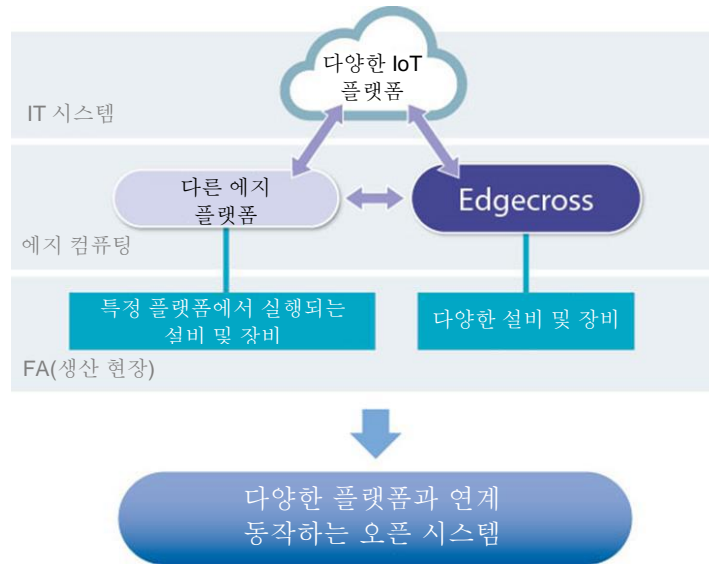 다양한 IoT
플랫폼
IT 시스템
다른 에지
플랫폼
Edgecross
에지 컴퓨팅
특정 플랫폼에서 실행되는
설비 및 장비
다양한 설비 및 장비
FA(생산 현장)
다양한 플랫폼과 연계
동작하는 오픈 시스템